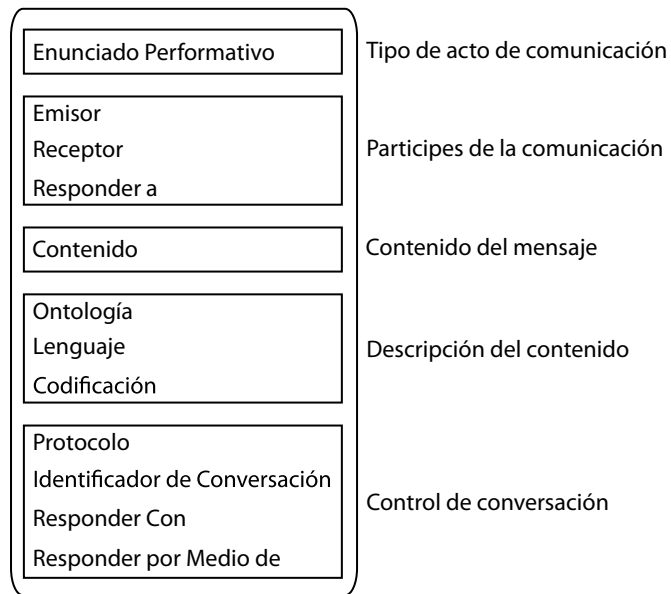 Enunciado Performativo
Tipo de acto de comunicación
Emisor
Receptor
Responder a
Participes de la comunicación
Contenido
Contenido del mensaje
Ontología
Lenguaje
Codificación
Descripción del contenido
Protocolo
Identificador de Conversación
Responder Con
Responder por Medio de
Control de conversación